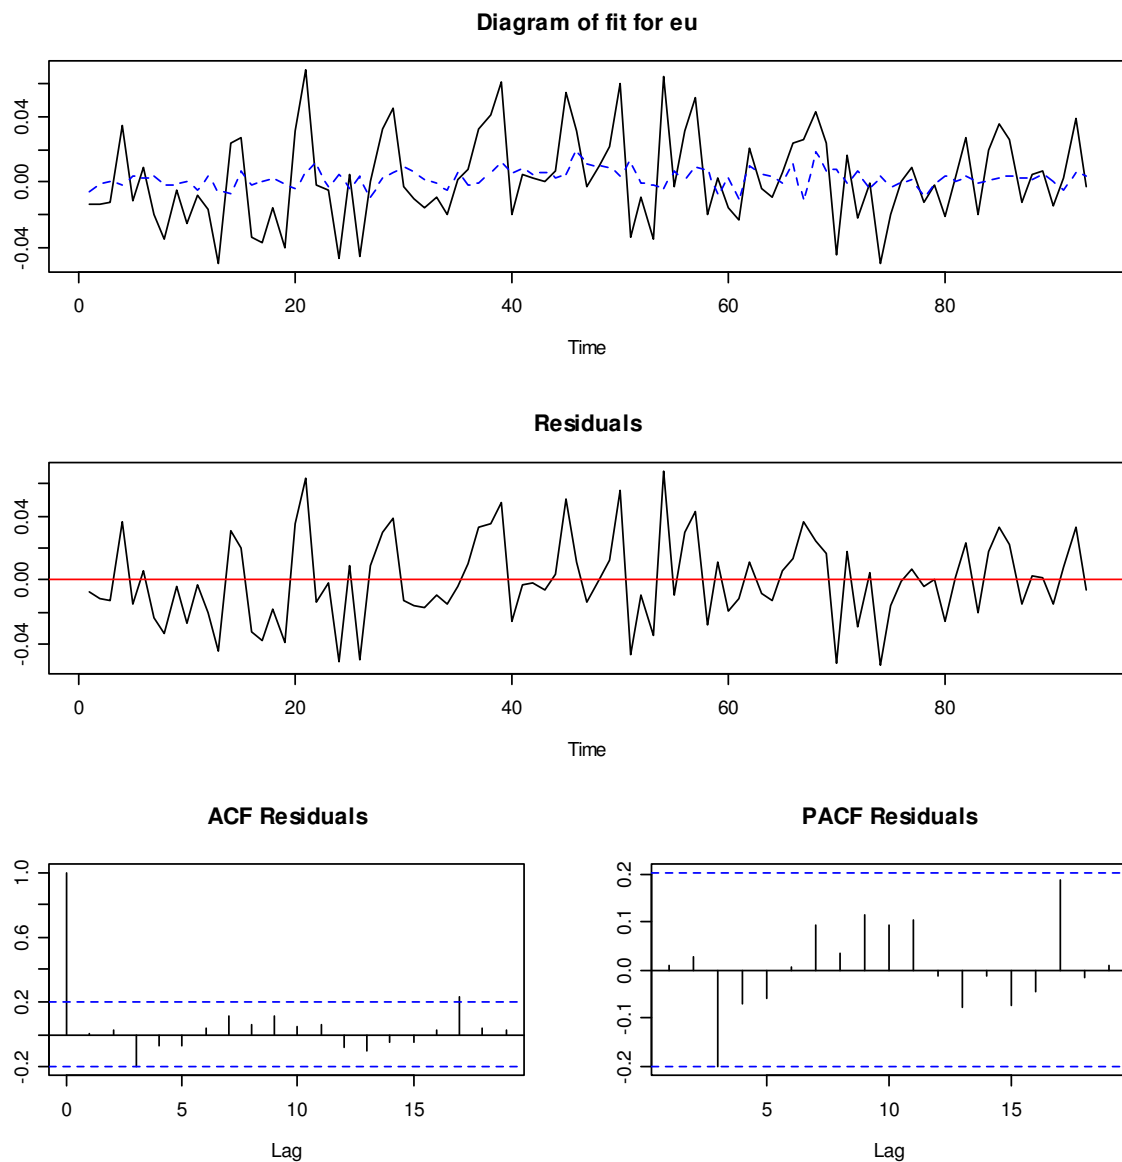 Diagram of fit for eu
0.04
0.00
-0.04
0 20 40 60 80
Time
Residuals
0.04
0.00
-0.04
0 20 40 60 80
Time
ACF Residuals
1.0
0.6
0.2
-0.2
0 5 10 15
Lag
PACF Residuals
0.2
0.1
0.0
-0.1
-0.2
5 10 15
Lag